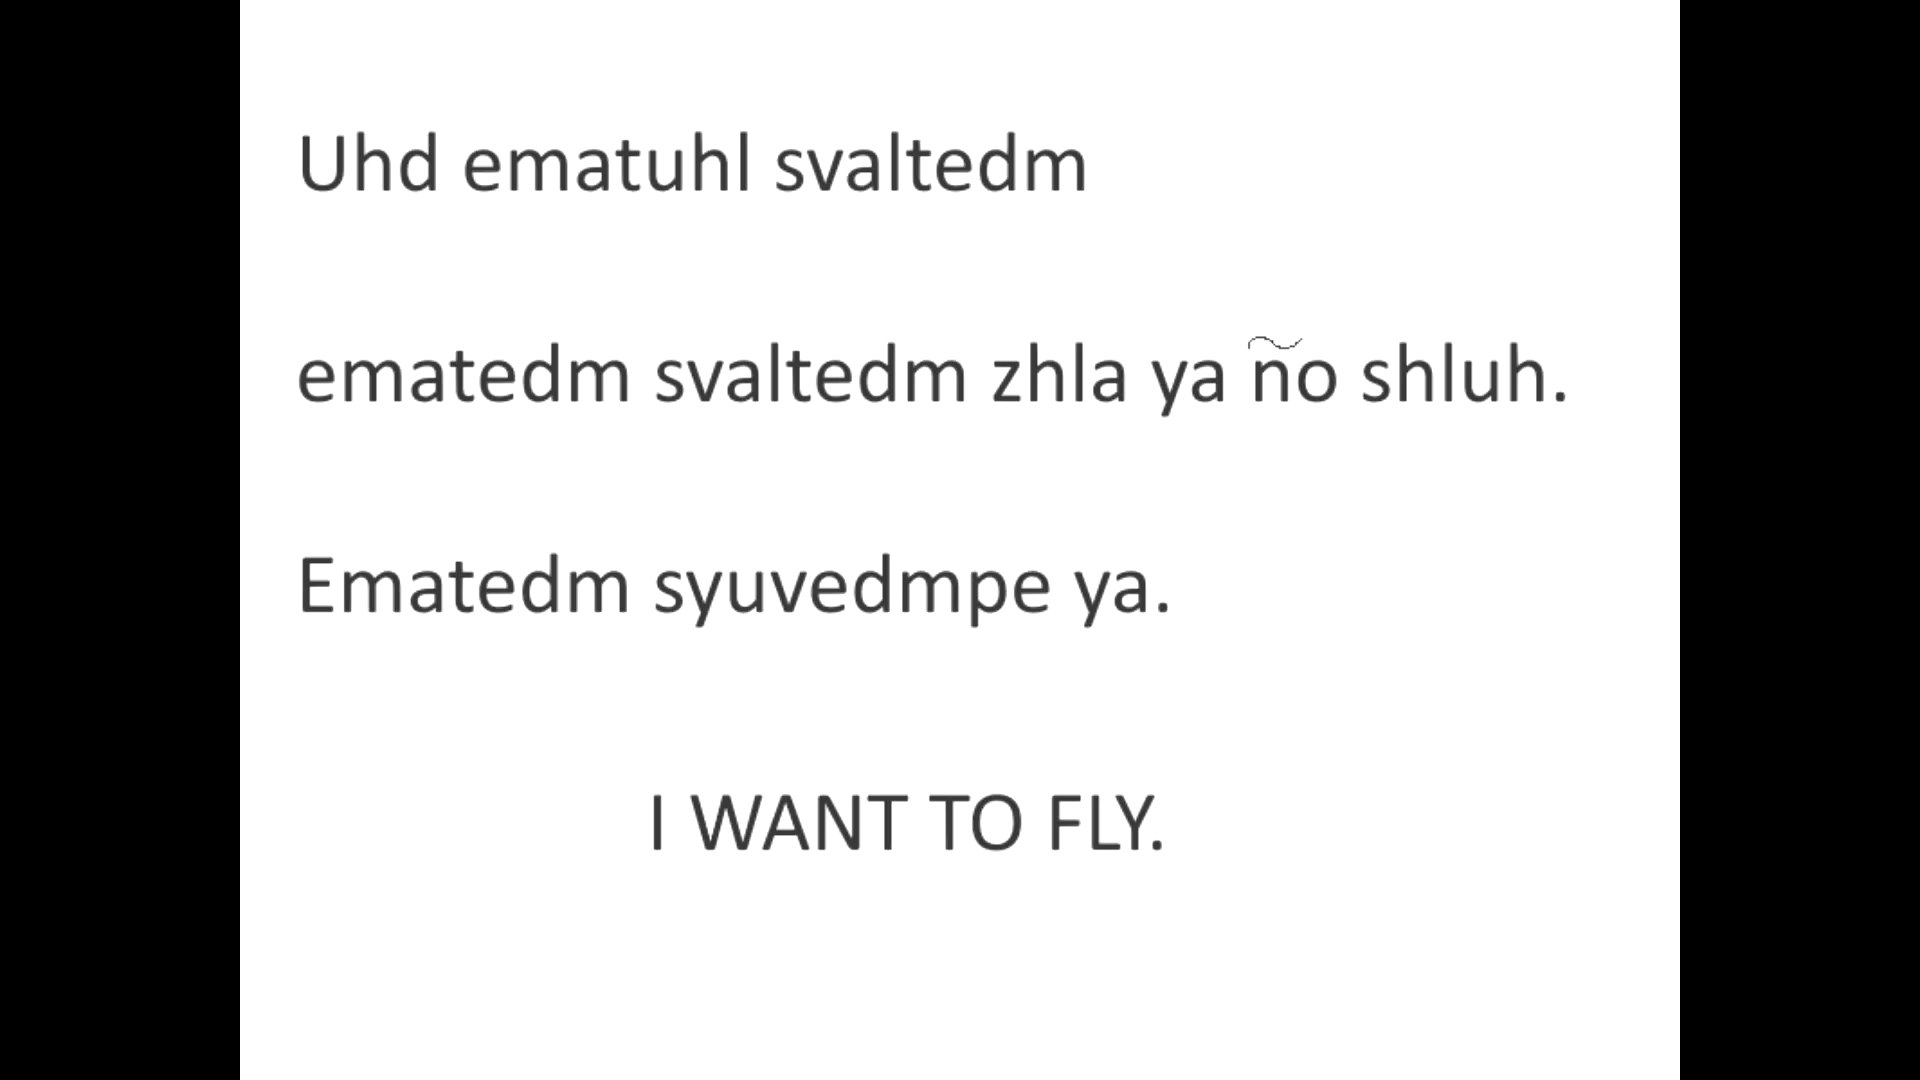 Uhd ematuhl svaltedm
ematedm svaltedm zhla ya ño shluh.
Ematedm syuvedmpe ya.
I WANT TO FLY.